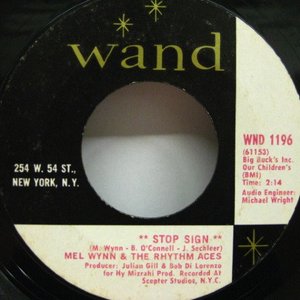 wand
254 W. 54 ST.,
NEW YORK, N.Y.
WND 1196
(61153)
Big Buck's Inc.
Our Children's
(BMI)
Time: 2:14
Audio Engineer:
Michael Wright
** STOP SIGN **
(M. Wynn - B. O'Connell - J. Sechleer)
MEL WYNN & THE RHYTHM ACES
Producer: Julian Gill & Bob Di Lorenzo
for Hy Mizrahi Prod. Recorded At
Scepter Studios, N.Y.C.